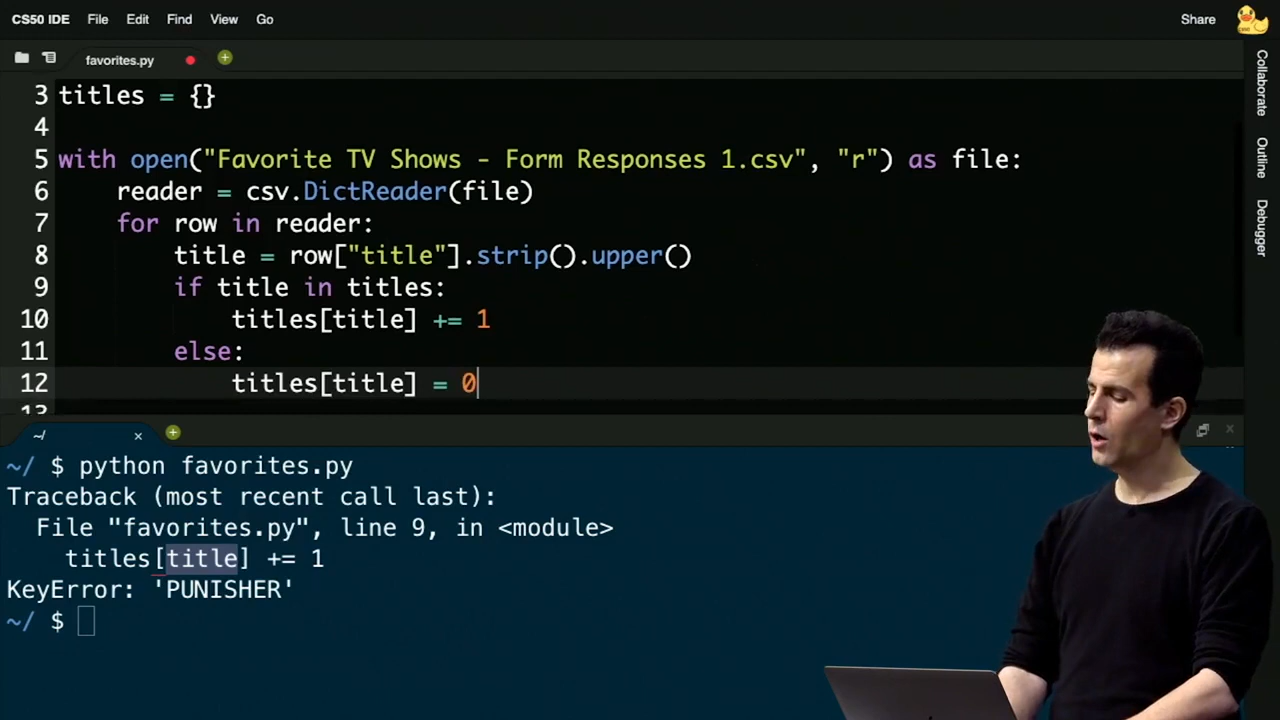 CS50 IDE File Edit Find View Go Share
favorites.py
Collaborate
Outline
Debugger
3 titles = {}
4
5 with open("Favorite TV Shows - Form Responses 1.csv", "r") as file:
6     reader = csv.DictReader(file)
7     for row in reader:
8         title = row["title"].strip().upper()
9         if title in titles:
10             titles[title] += 1
11         else:
12             titles[title] = 0
13
~/
~/ $ python favorites.py
Traceback (most recent call last):
  File "favorites.py", line 9, in <module>
    titles[title] += 1
KeyError: 'PUNISHER'
~/ $